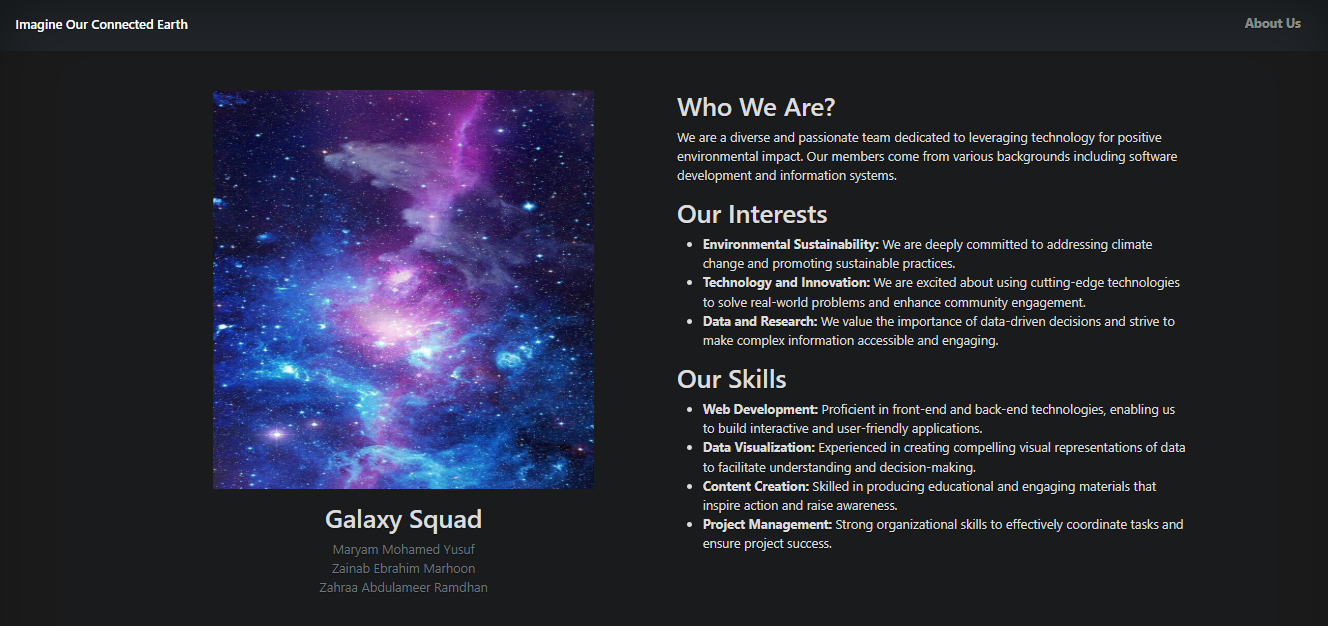 Imagine Our Connected Earth
About Us
Galaxy Squad
Maryam Mohamed Yusuf
Zainab Ebrahim Marhoon
Zahraa Abdulameer Ramdhan
Who We Are?
We are a diverse and passionate team dedicated to leveraging technology for positive
environmental impact. Our members come from various backgrounds including software
development and information systems.
Our Interests
• Environmental Sustainability: We are deeply committed to addressing climate
change and promoting sustainable practices.
• Technology and Innovation: We are excited about using cutting-edge technologies
to solve real-world problems and enhance community engagement.
• Data and Research: We value the importance of data-driven decisions and strive to
make complex information accessible and engaging.
Our Skills
• Web Development: Proficient in front-end and back-end technologies, enabling us
to build interactive and user-friendly applications.
• Data Visualization: Experienced in creating compelling visual representations of data
to facilitate understanding and decision-making.
• Content Creation: Skilled in producing educational and engaging materials that
inspire action and raise awareness.
• Project Management: Strong organizational skills to effectively coordinate tasks and
ensure project success.